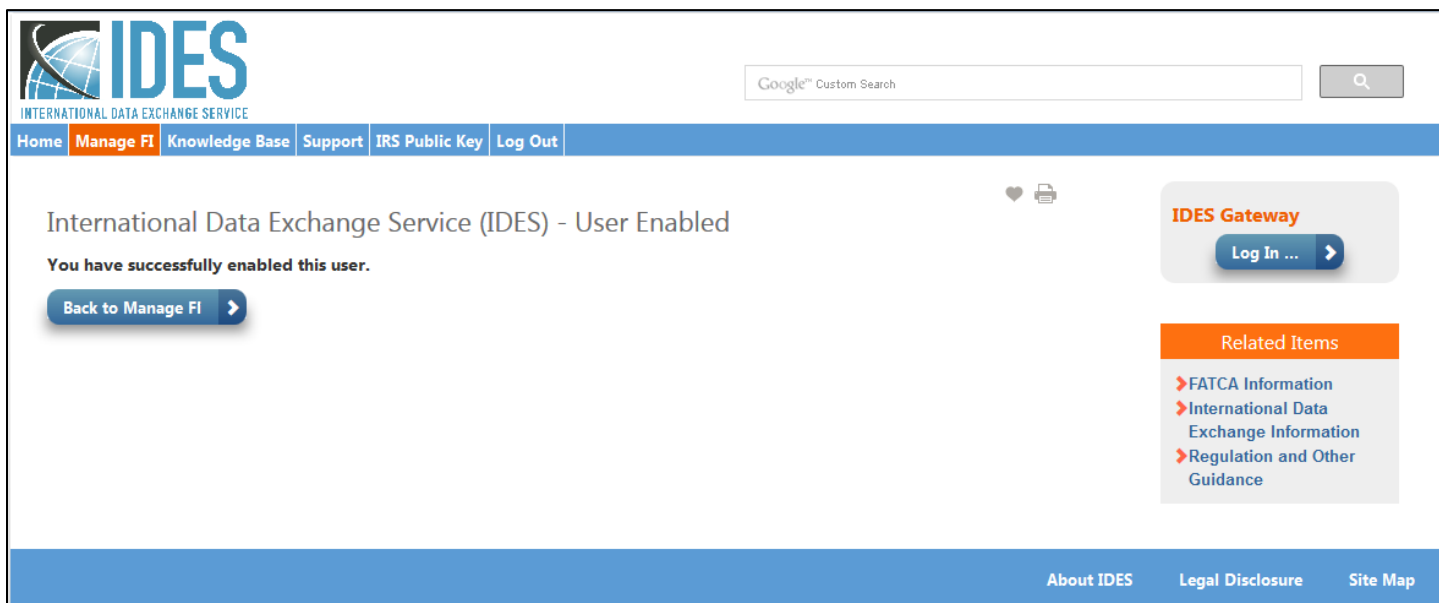 IDES
INTERNATIONAL DATA EXCHANGE SERVICE
Google™ Custom Search
Home Manage FI Knowledge Base Support IRS Public Key Log Out
International Data Exchange Service (IDES) - User Enabled
You have successfully enabled this user.
Back to Manage FI
IDES Gateway
Log In ...
Related Items
FATCA Information
International Data
Exchange Information
Regulation and Other
Guidance
About IDES Legal Disclosure Site Map